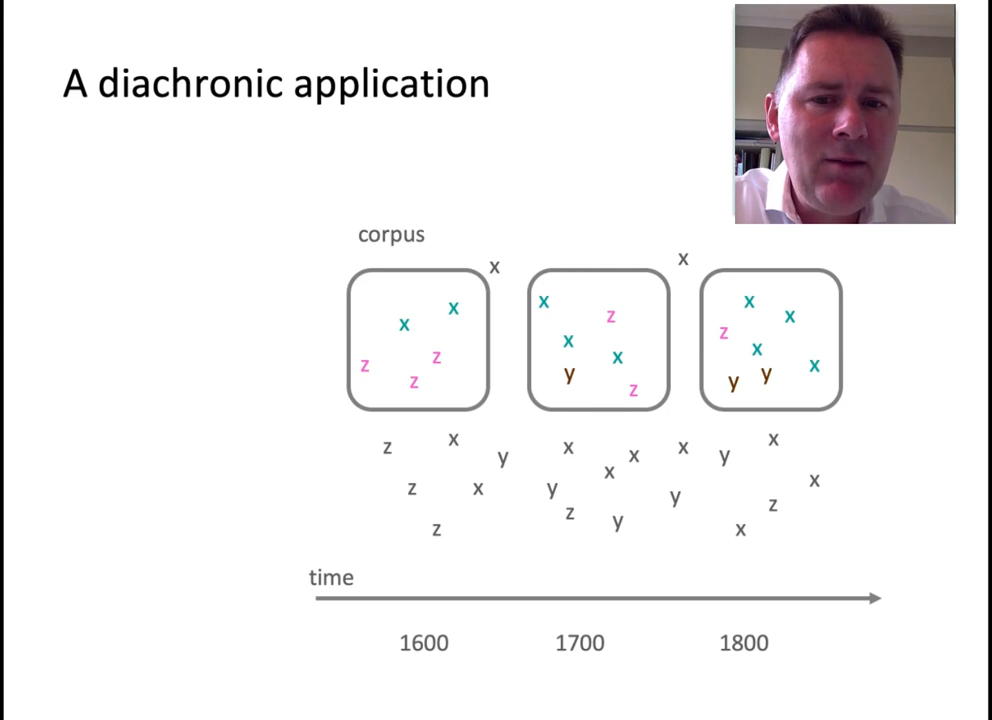 A diachronic application
corpus
x x
x x x
x z x
z x
x x
z z x x
z y y y
z z
z x x x x x
y x y
x x
z x y y z
z y x
time
1600 1700 1800